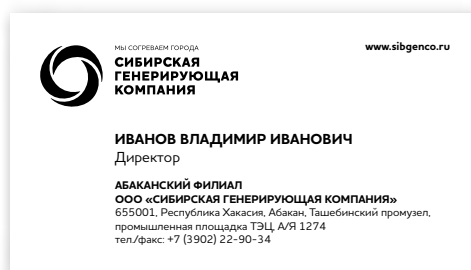 МЫ СОГРЕВАЕМ ГОРОДА
СИБИРСКАЯ
ГЕНЕРИРУЮЩАЯ
КОМПАНИЯ
www.sibgenco.ru
ИВАНОВ ВЛАДИМИР ИВАНОВИЧ
Директор
АБАКАНСКИЙ ФИЛИАЛ
ООО «СИБИРСКАЯ ГЕНЕРИРУЮЩАЯ КОМПАНИЯ»
655001, Республика Хакасия, Абакан, Ташебинский промузел,
промышленная площадка ТЭЦ, А/Я 1274
тел./факс: +7 (3902) 22-90-34